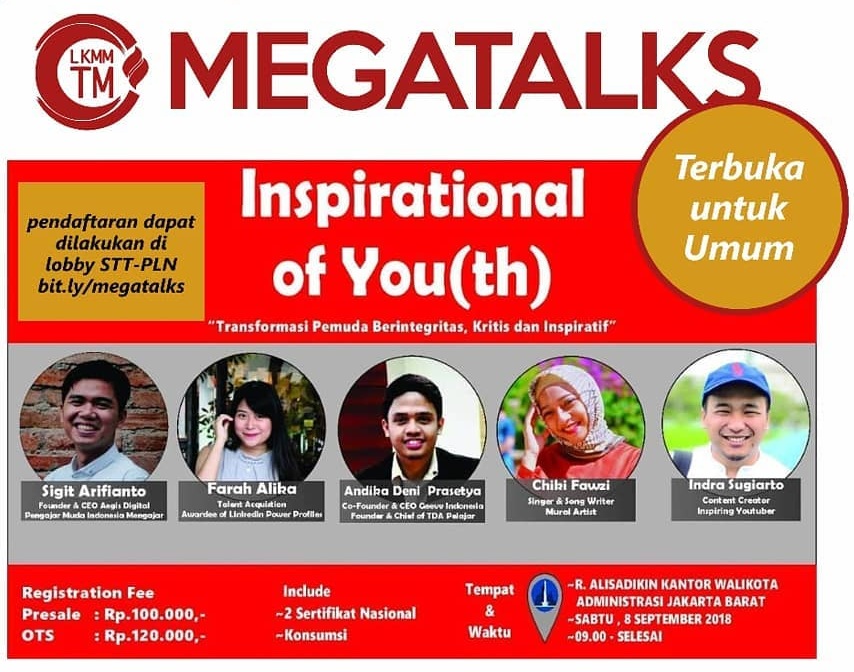 LKMM
TM
MEGATALKS
Terbuka
untuk
Umum
pendaftaran dapat
dilakukan di
lobby STT-PLN
bit.ly/megatalks
Inspirational
of You(th)
"Transformasi Pemuda Berintegritas, Kritis dan Inspiratif"
Sigit Arifianto
Founder & CEO Aegis Digital
Pengajar Muda Indonesia Mengajar
Farah Alika
Talent Acquisition
Awardee of Linkedin Power Profiles
Andika Deni Prasetya
Co-Founder & CEO Geevv Indonesia
Founder & Chief of TDA Pelajar
Chiki Fawzi
Singer & Song Writer
Mural Artist
Indra Sugiarto
Content Creator
Inspiring Youtuber
Registration Fee
Presale : Rp.100.000,-
OTS : Rp.120.000,-
Include
~2 Sertifikat Nasional
~Konsumsi
Tempat
&
Waktu
~R. ALISADIKIN KANTOR WALIKOTA
ADMINISTRASI JAKARTA BARAT
~SABTU , 8 SEPTEMBER 2018
~09.00 - SELESAI